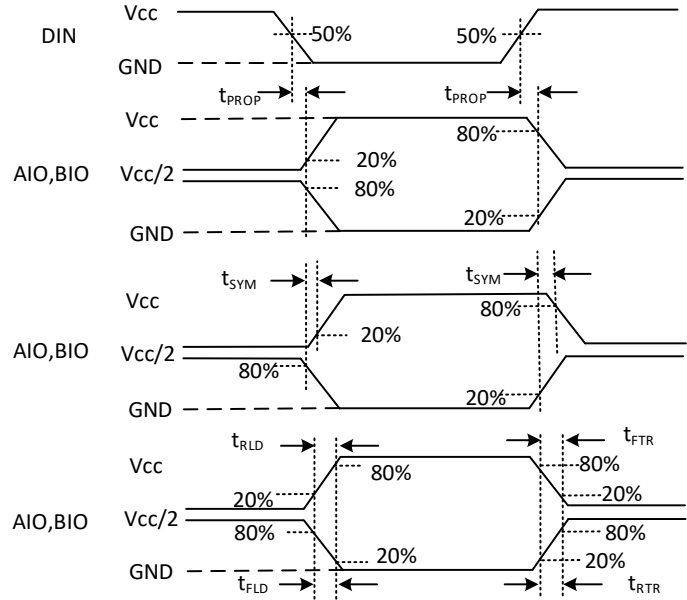 Vcc
DIN 50% 50%
GND
tPROP tPROP
Vcc
80%
20%
AIO,BIO Vcc/2
80%
20%
GND
tSYM tSYM
Vcc
80%
20%
AIO,BIO Vcc/2
80%
20%
GND
tRLD tFTR
Vcc
80% 80%
20% 20%
AIO,BIO Vcc/2
80% 80%
20% 20%
GND
tFLD tRTR